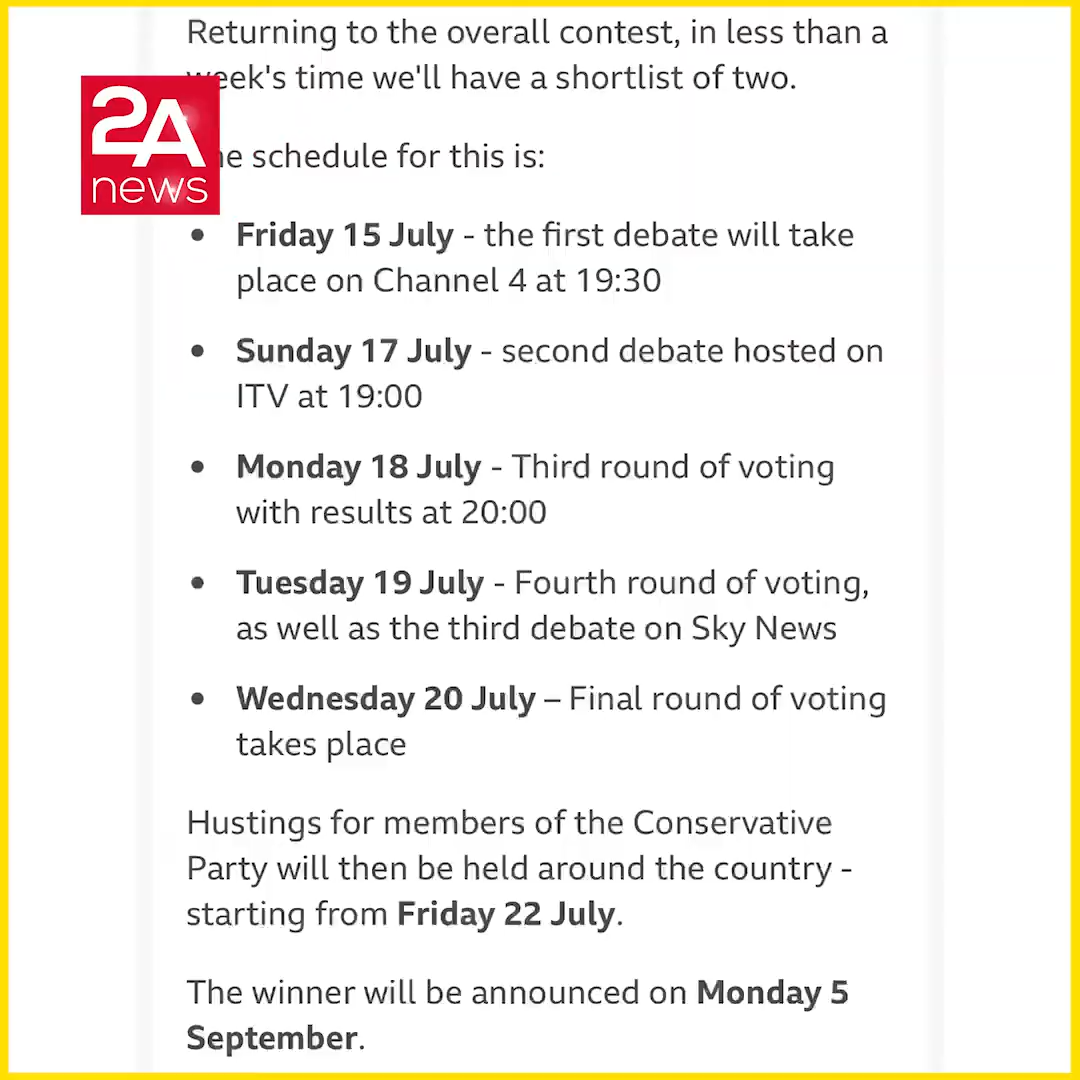 Returning to the overall contest, in less than a
week's time we'll have a shortlist of two.
2A
news
he schedule for this is:
• Friday 15 July - the first debate will take
place on Channel 4 at 19:30
• Sunday 17 July - second debate hosted on
ITV at 19:00
• Monday 18 July - Third round of voting
with results at 20:00
• Tuesday 19 July - Fourth round of voting,
as well as the third debate on Sky News
• Wednesday 20 July – Final round of voting
takes place
Hustings for members of the Conservative
Party will then be held around the country -
starting from Friday 22 July.
The winner will be announced on Monday 5
September.